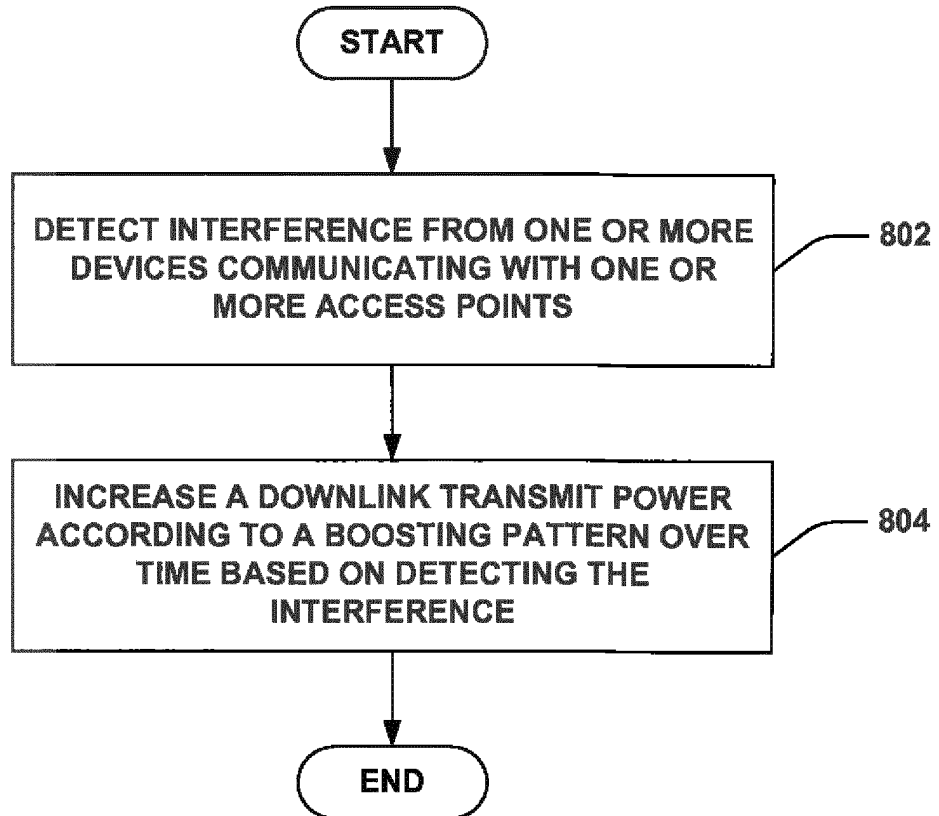 START
DETECT INTERFERENCE FROM ONE OR MORE
DEVICES COMMUNICATING WITH ONE OR
MORE ACCESS POINTS
802
INCREASE A DOWNLINK TRANSMIT POWER
ACCORDING TO A BOOSTING PATTERN OVER
TIME BASED ON DETECTING THE
INTERFERENCE
804
END